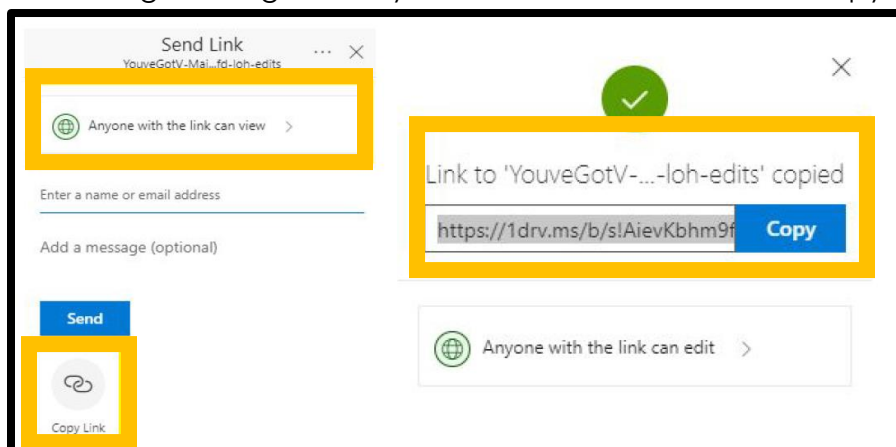 Send Link
YouveGotV-Mai...fd-loh-edits
Anyone with the link can view
Enter a name or email address
Add a message (optional)
Send
Copy Link
Link to 'YouveGotV-...-loh-edits' copied
https://1drv.ms/b/s!AievKbhm9f
Copy
Anyone with the link can edit